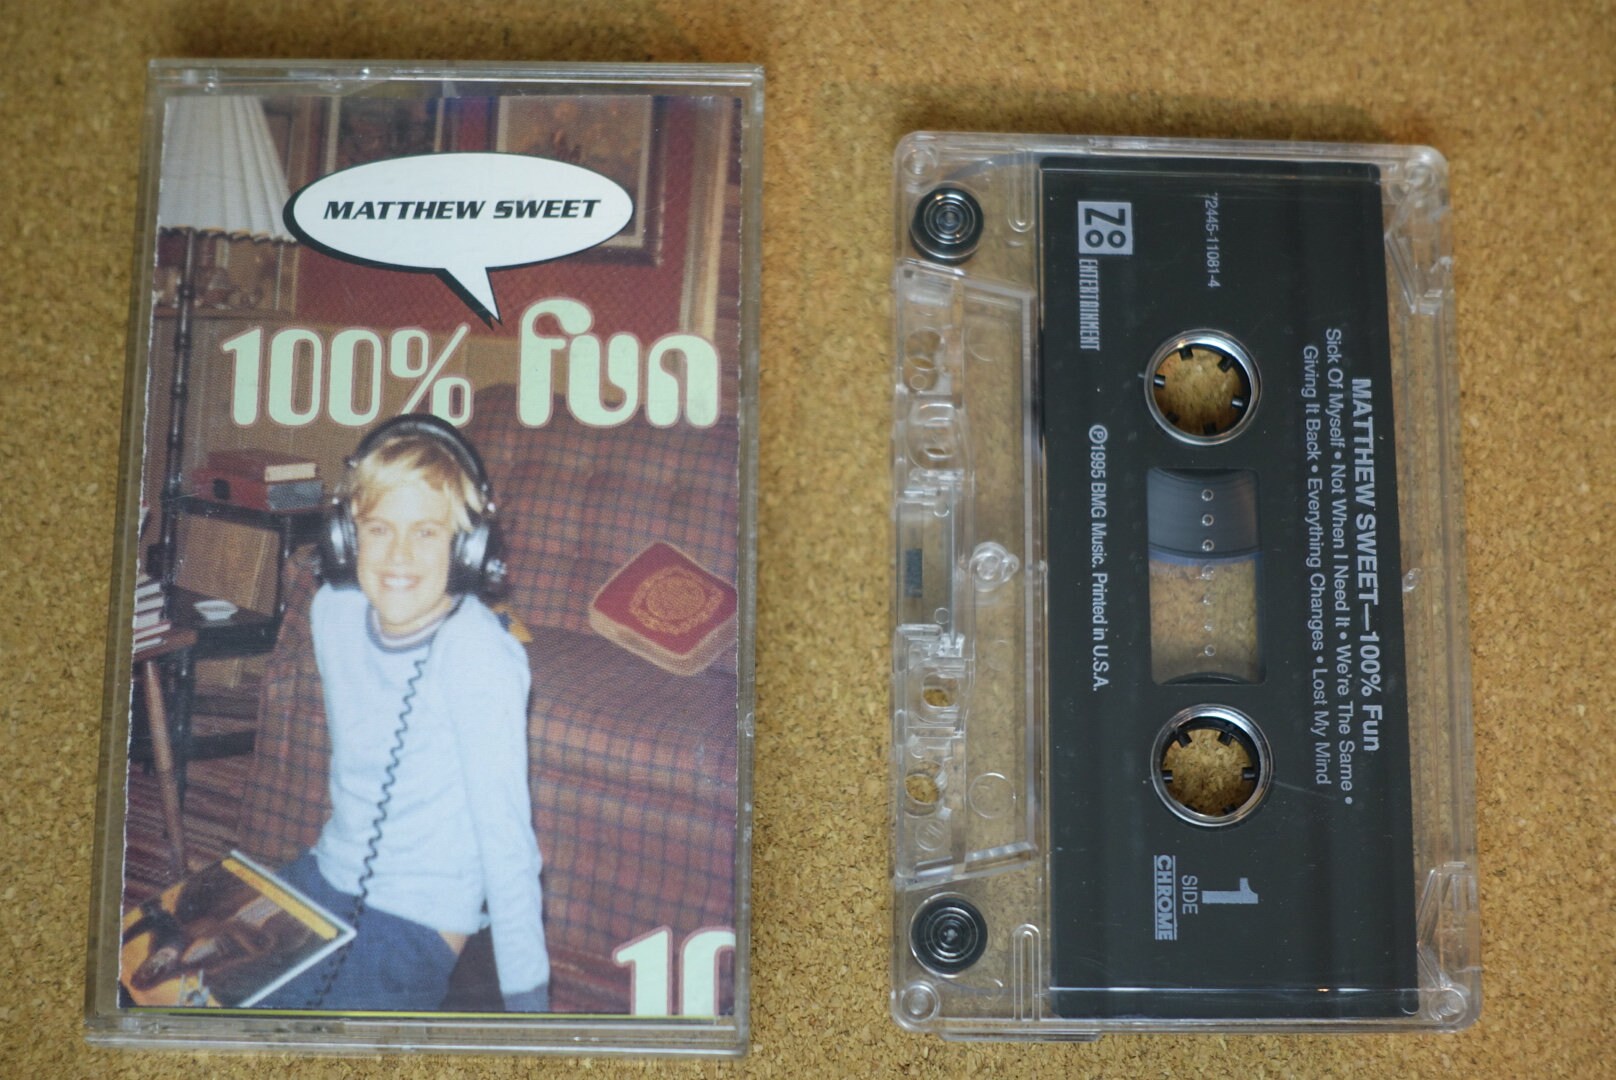 MATTHEW SWEET
100% fun
10
Zoo
ENTERTAINMENT
72445-11081-4
MATTHEW SWEET—100% Fun
Sick Of Myself • Not When I Need It • We're The Same •
Giving It Back • Everything Changes • Lost My Mind
℗1995 BMG Music. Printed in U.S.A.
1
SIDE
CHROME